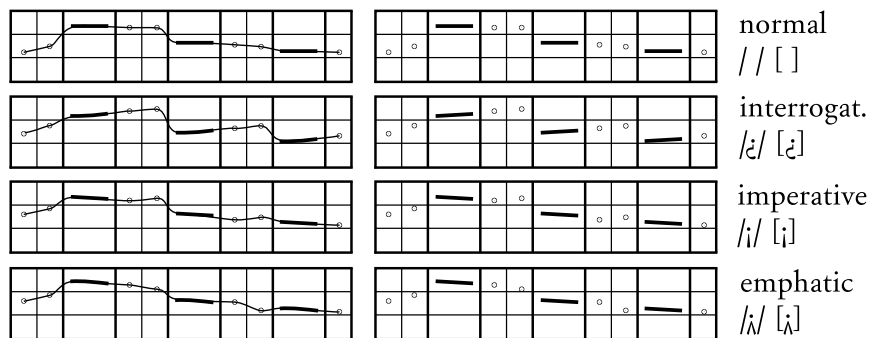 normal
/ / [ ]
interrogat.
/¿/ [¿]
imperative
/¡/ [¡]
emphatic